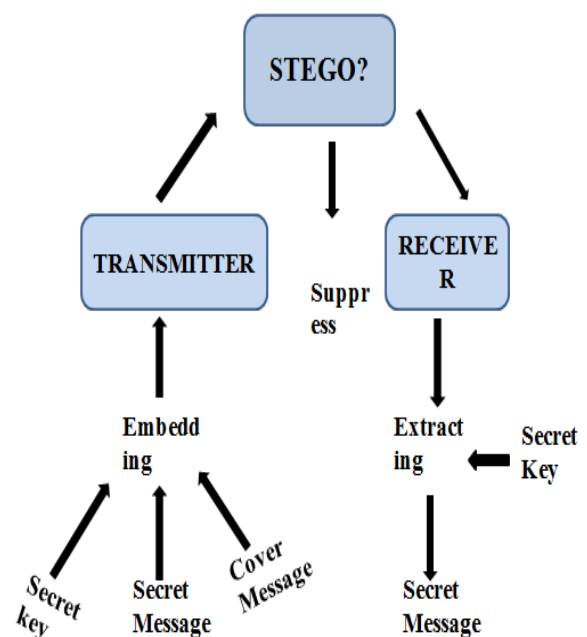 STEGO?
TRANSMITTER
RECEIVE
R
Suppr
ess
Embedd
ing
Extract
ing
Secret
Key
Secret
key
Secret
Message
Cover
Message
Secret
Message